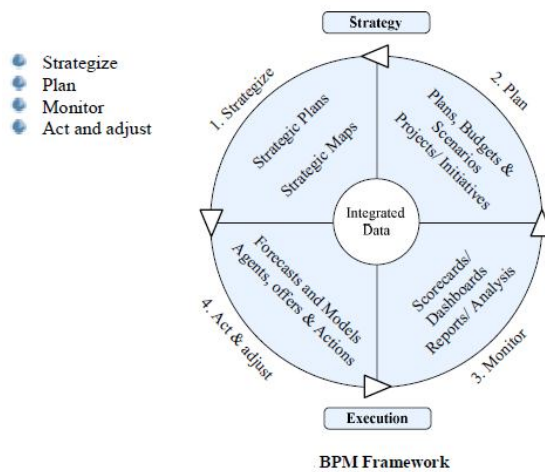 Strategy
Strategize
Plan
Monitor
Act and adjust
1. Strategize
2. Plan
Strategic Plans
Strategic Maps
Plans, Budgets &
Scenarios
Projects/ Initiatives
Integrated
Data
Forecasts and Models
Agents, offers & Actions
Scorecards/
Dashboards
Reports/ Analysis
4. Act & adjust
3. Monitor
Execution
BPM Framework